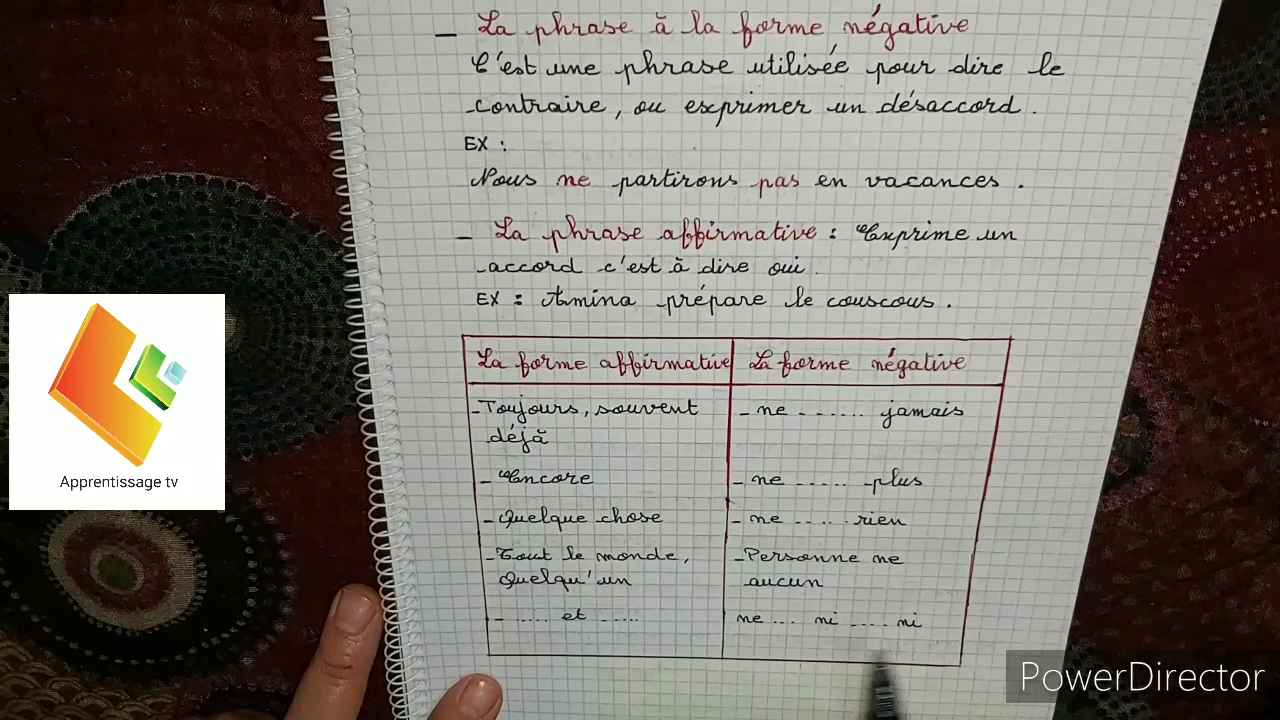 _ La phrase à la forme négative
C'est une phrase utilisée pour dire le
contraire, ou exprimer un désaccord.
EX :
Nous ne partirons pas en vacances.
_ La phrase affirmative : Exprime un
accord c'est à dire oui.
EX : Amina prépare le couscous.
La forme affirmative La forme négative
- Toujours, souvent - ne ....... jamais
déjà
- Encore - ne ..... plus
- Quelque chose - ne ..... rien
- Tout le monde, - Personne ne
Quelqu'un aucun
- ..... et ..... ne ... ni .... ni
Apprentissage tv
PowerDirector